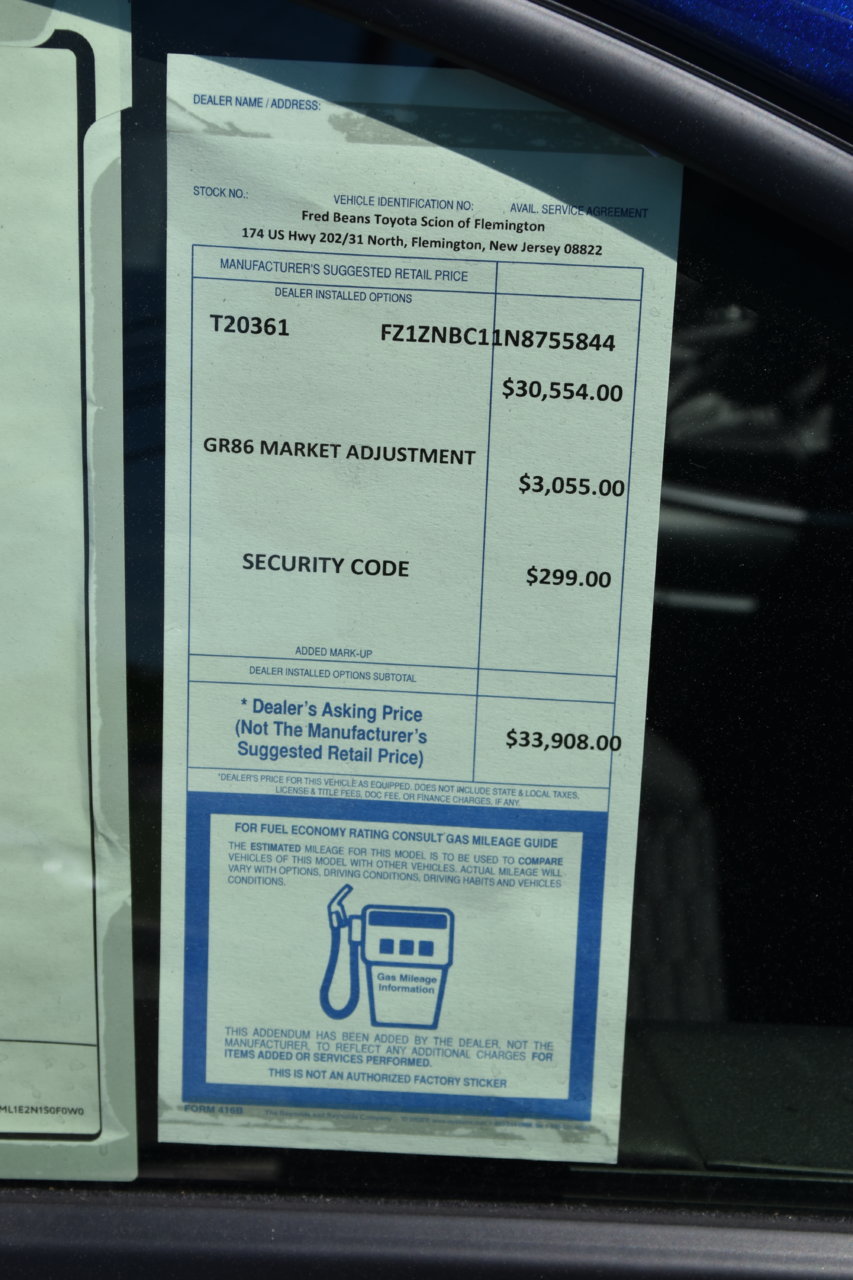 DEALER NAME / ADDRESS:
STOCK NO.:
VEHICLE IDENTIFICATION NO:
AVAIL. SERVICE AGREEMENT
Fred Beans Toyota Scion of Flemington
174 US Hwy 202/31 North, Flemington, New Jersey 08822
MANUFACTURER'S SUGGESTED RETAIL PRICE
DEALER INSTALLED OPTIONS
T20361 FZ1ZNBC11N8755844
$30,554.00
GR86 MARKET ADJUSTMENT
$3,055.00
SECURITY CODE
$299.00
ADDED MARK-UP
DEALER INSTALLED OPTIONS SUBTOTAL
* Dealer's Asking Price
(Not The Manufacturer's
Suggested Retail Price)
$33,908.00
*DEALER'S PRICE FOR THIS VEHICLE AS EQUIPPED, DOES NOT INCLUDE STATE & LOCAL TAXES,
LICENSE & TITLE FEES, DOC FEE, OR FINANCE CHARGES, IF ANY.
FOR FUEL ECONOMY RATING CONSULT GAS MILEAGE GUIDE
THE ESTIMATED MILEAGE FOR THIS MODEL IS TO BE USED TO COMPARE
VEHICLES OF THIS MODEL WITH OTHER VEHICLES. ACTUAL MILEAGE WILL
VARY WITH OPTIONS, DRIVING CONDITIONS, DRIVING HABITS AND VEHICLES
CONDITIONS.
Gas Mileage
Information
THIS ADDENDUM HAS BEEN ADDED BY THE DEALER, NOT THE
MANUFACTURER, TO REFLECT ANY ADDITIONAL CHARGES FOR
ITEMS ADDED OR SERVICES PERFORMED.
THIS IS NOT AN AUTHORIZED FACTORY STICKER
FORM 416B The Reynolds and Reynolds Company
ML1E2N1S0F0W0